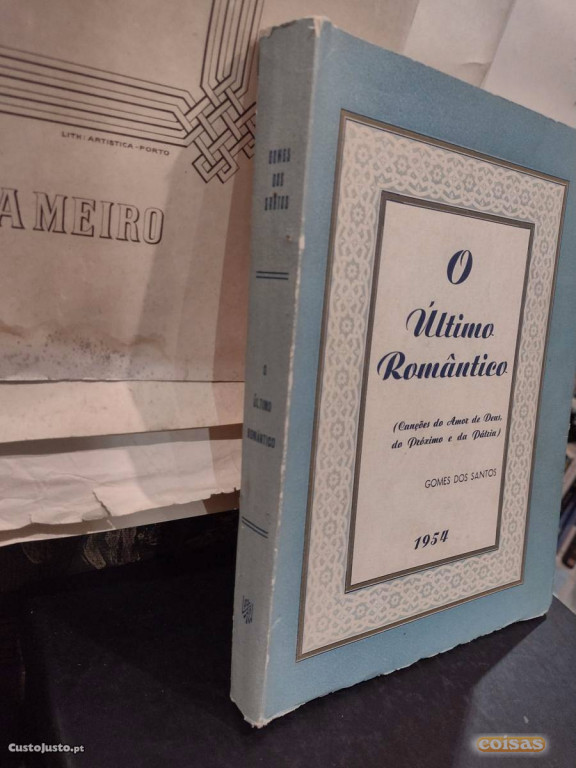 LITH: ARTISTICA-PORTO
A MEIRO
GOMES
DOS
SANTOS
O
ÚLTIMO
ROMÂNTICO
O
Último
Romântico
(Canções do Amor de Deus,
do Próximo e da Pátria)
GOMES DOS SANTOS
1954
CustoJusto.pt
coisas